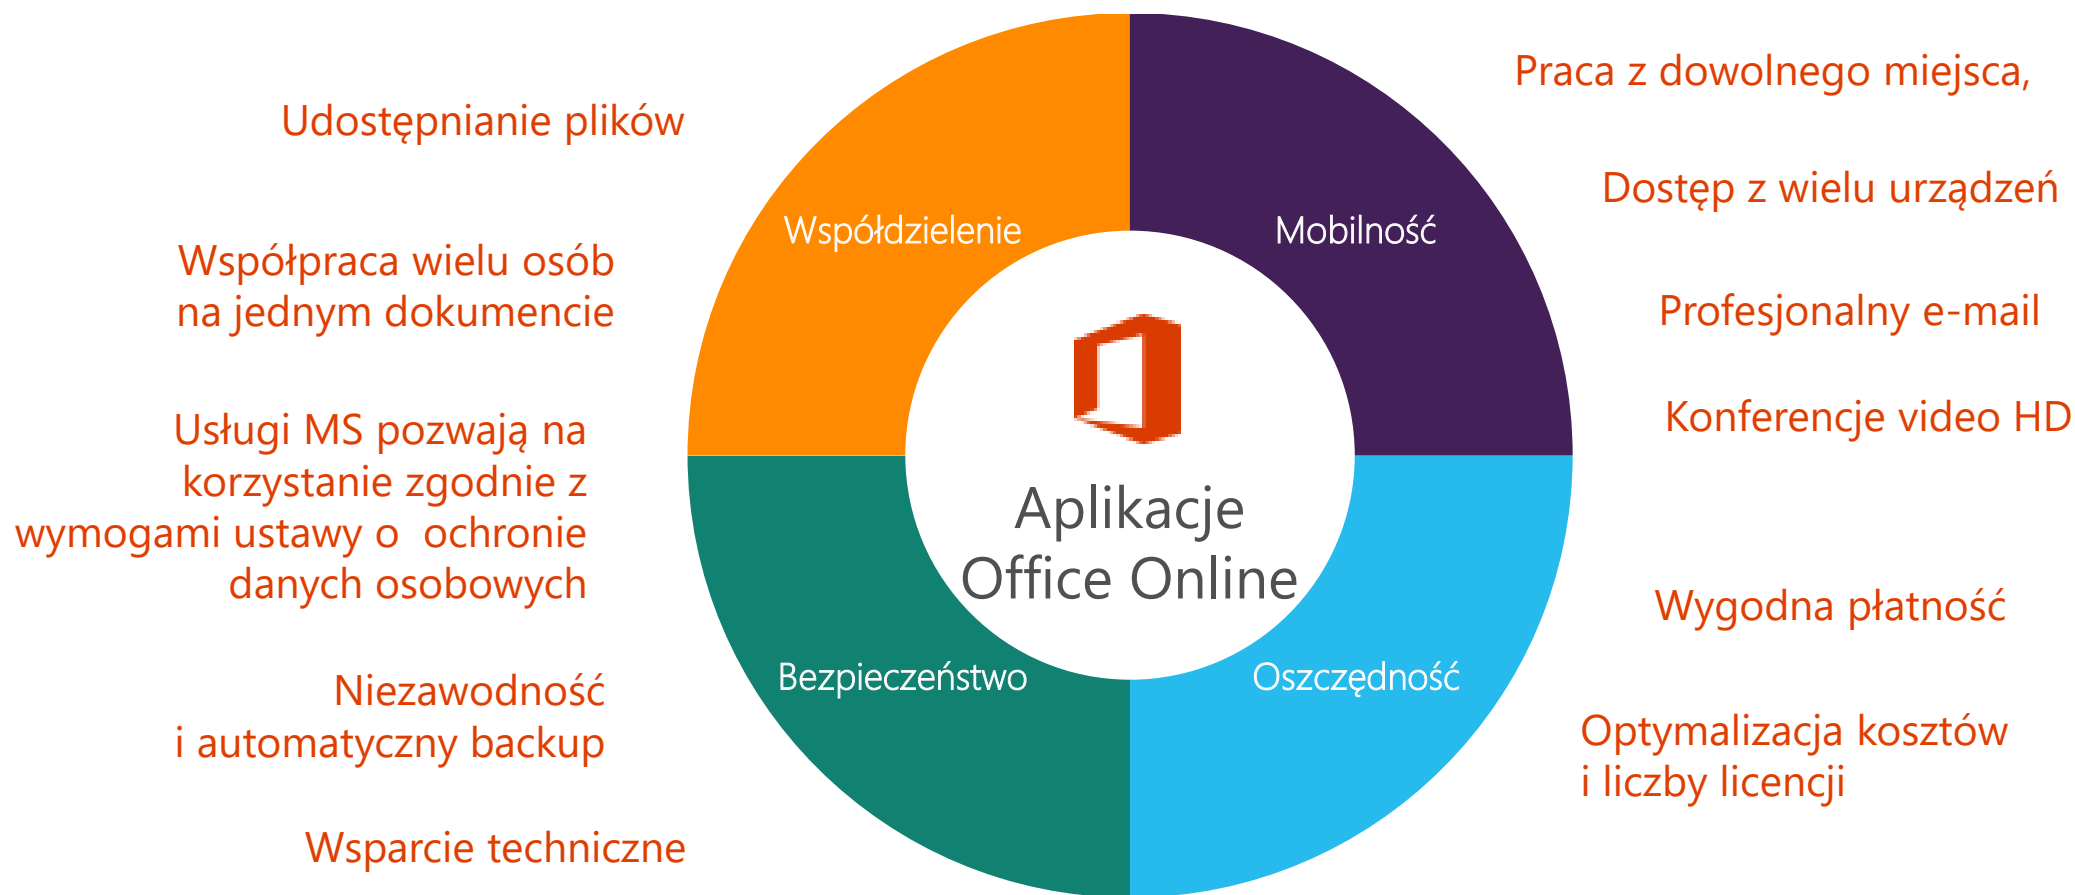 Udostępnianie plików
Współpraca wielu osób
na jednym dokumencie
Usługi MS pozwają na
korzystanie zgodnie z
wymogami ustawy o  ochronie
danych osobowych
Niezawodność
i automatyczny backup
Wsparcie techniczne
Współdzielenie
Mobilność
Aplikacje
Office Online
Bezpieczeństwo
Oszczędność
Praca z dowolnego miejsca,
Dostęp z wielu urządzeń
Profesjonalny e-mail
Konferencje video HD
Wygodna płatność
Optymalizacja kosztów
i liczby licencji